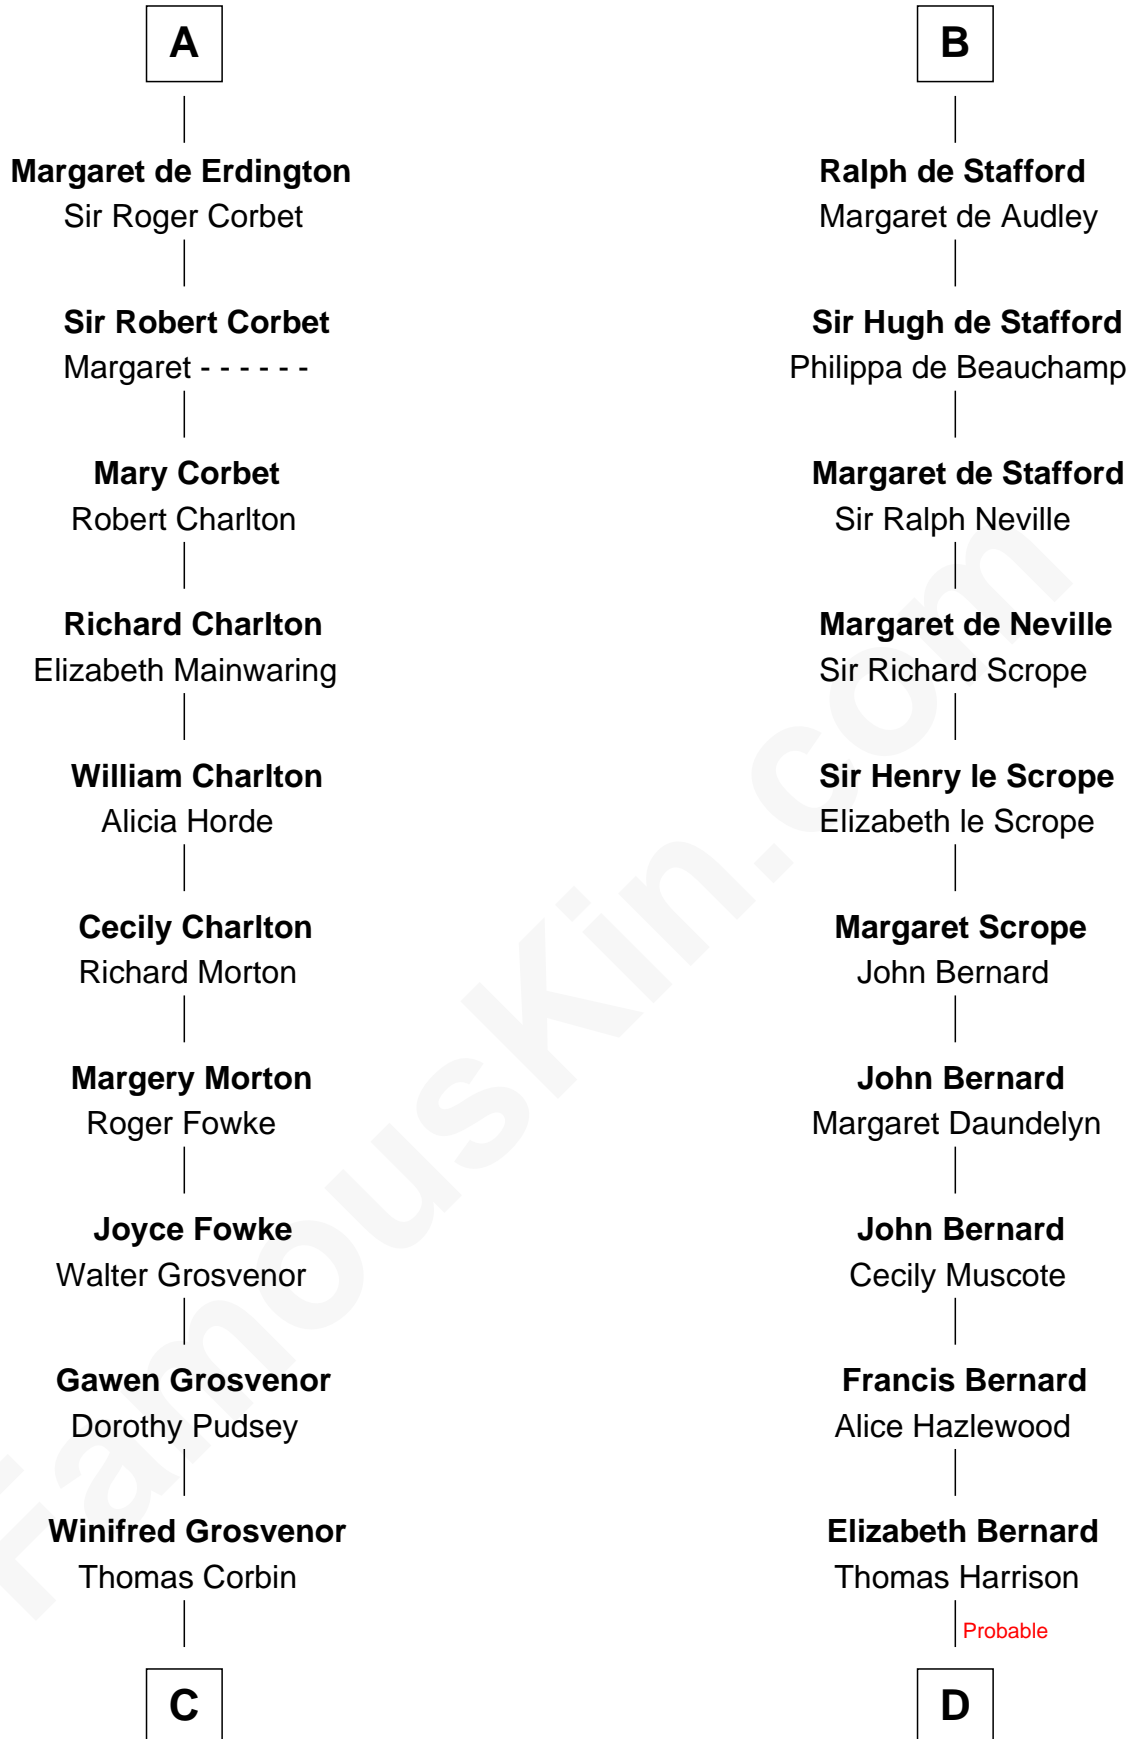 A
Margaret de Erdington
Sir Roger Corbet
Sir Robert Corbet
Margaret - - - - - -
Mary Corbet
Robert Charlton
Richard Charlton
Elizabeth Mainwaring
William Charlton
Alicia Horde
Cecily Charlton
Richard Morton
Margery Morton
Roger Fowke
Joyce Fowke
Walter Grosvenor
Gawen Grosvenor
Dorothy Pudsey
Winifred Grosvenor
Thomas Corbin
C
B
Ralph de Stafford
Margaret de Audley
Sir Hugh de Stafford
Philippa de Beauchamp
Margaret de Stafford
Sir Ralph Neville
Margaret de Neville
Sir Richard Scrope
Sir Henry le Scrope
Elizabeth le Scrope
Margaret Scrope
John Bernard
John Bernard
Margaret Daundelyn
John Bernard
Cecily Muscote
Francis Bernard
Alice Hazlewood
Elizabeth Bernard
Thomas Harrison
Probable
D
FamousKin.com